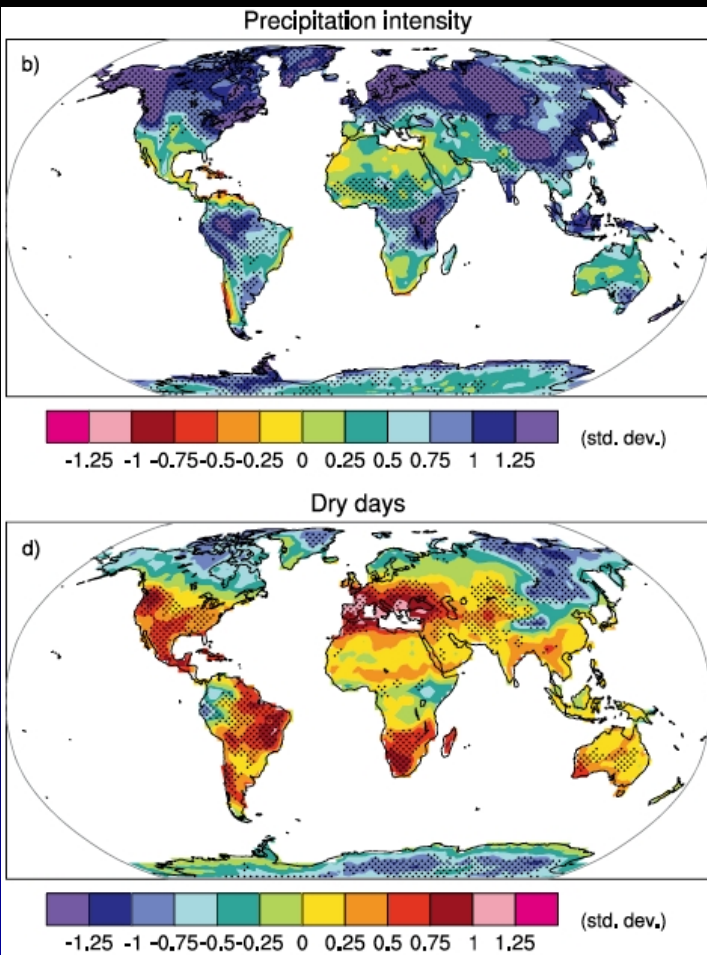 Precipitation intensity
b)
-1.25 -1 -0.75-0.5-0.25 0 0.25 0.5 0.75 1 1.25 (std. dev.)
Dry days
d)
-1.25 -1 -0.75-0.5-0.25 0 0.25 0.5 0.75 1 1.25 (std. dev.)